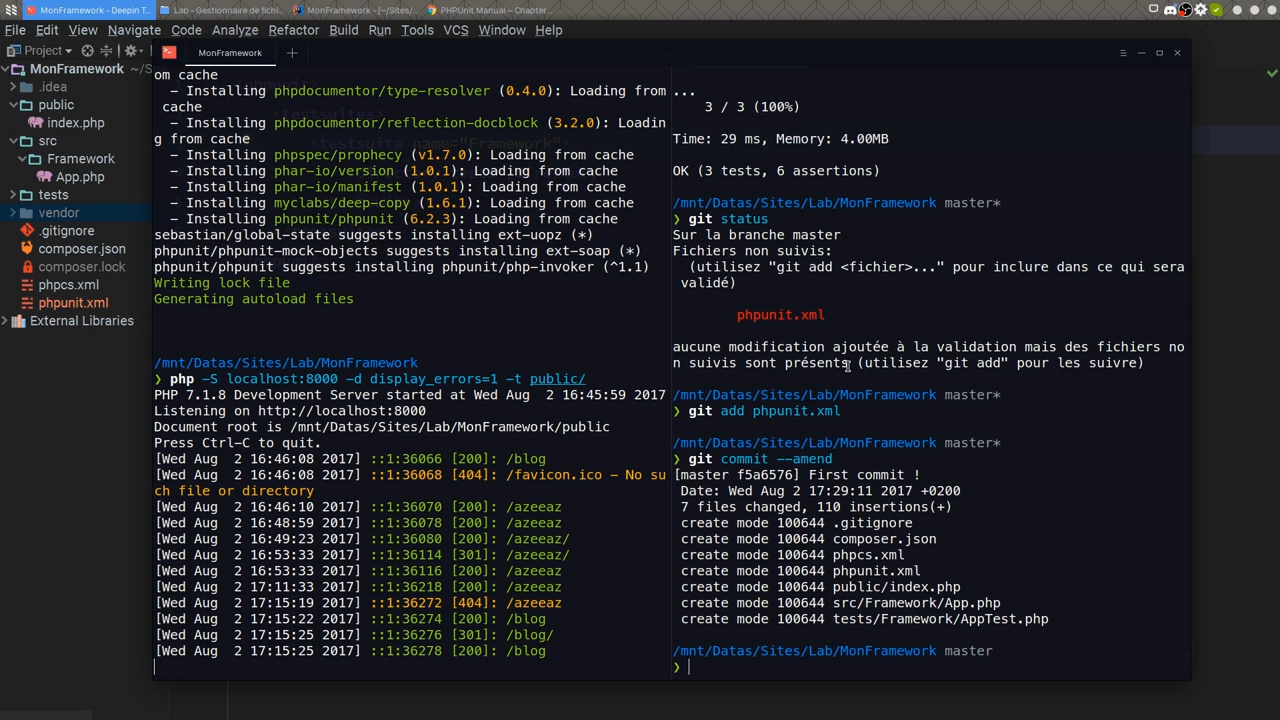 MonFramework - Deepin T...
Lab - Gestionnaire de fichi...
MonFramework - [~/Sites/...
PHPUnit Manual – Chapter...
File Edit View Navigate Code Analyze Refactor Run Tools VCS Window Help
Project
MonFramework ~/S
.idea
public
index.php
src
Framework
App.php
tests
vendor
.gitignore
composer.json
composer.lock
phpcs.xml
phpunit.xml
External Libraries
MonFramework
om cache
– Installing phpdocumentor/type-resolver (0.4.0): Loading from
cache
– Installing phpdocumentor/reflection-docblock (3.2.0): Loadin
g from cache
– Installing phpspec/prophecy (v1.7.0): Loading from cache
– Installing phar-io/version (1.0.1): Loading from cache
– Installing phar-io/manifest (1.0.1): Loading from cache
– Installing myclabs/deep-copy (1.6.1): Loading from cache
– Installing phpunit/phpunit (6.2.3): Loading from cache
sebastian/global-state suggests installing ext-uopz (*)
phpunit/phpunit-mock-objects suggests installing ext-soap (*)
phpunit/phpunit suggests installing phpunit/php-invoker (^1.1)
Writing lock file
Generating autoload files
/mnt/Datas/Sites/Lab/MonFramework
❯ php -S localhost:8000 -d display_errors=1 -t public/
PHP 7.1.8 Development Server started at Wed Aug  2 16:45:59 2017
Listening on http://localhost:8000
Document root is /mnt/Datas/Sites/Lab/MonFramework/public
Press Ctrl-C to quit.
[Wed Aug  2 16:46:08 2017] ::1:36066 [200]: /blog
[Wed Aug  2 16:46:08 2017] ::1:36068 [404]: /favicon.ico – No su
ch file or directory
[Wed Aug  2 16:46:10 2017] ::1:36070 [200]: /azeeaz
[Wed Aug  2 16:48:59 2017] ::1:36078 [200]: /azeeaz
[Wed Aug  2 16:49:23 2017] ::1:36080 [200]: /azeeaz/
[Wed Aug  2 16:53:33 2017] ::1:36114 [301]: /azeeaz/
[Wed Aug  2 16:53:33 2017] ::1:36116 [200]: /azeeaz
[Wed Aug  2 17:11:33 2017] ::1:36218 [200]: /azeeaz
[Wed Aug  2 17:15:19 2017] ::1:36272 [404]: /azeeaz
[Wed Aug  2 17:15:22 2017] ::1:36274 [200]: /blog
[Wed Aug  2 17:15:25 2017] ::1:36276 [301]: /blog/
[Wed Aug  2 17:15:25 2017] ::1:36278 [200]: /blog
...
3 / 3 (100%)
Time: 29 ms, Memory: 4.00MB
OK (3 tests, 6 assertions)
/mnt/Datas/Sites/Lab/MonFramework master*
❯ git status
Sur la branche master
Fichiers non suivis:
(utilisez "git add <fichier>..." pour inclure dans ce qui sera
validé)
phpunit.xml
aucune modification ajoutée à la validation mais des fichiers no
n suivis sont présents (utilisez "git add" pour les suivre)
/mnt/Datas/Sites/Lab/MonFramework master*
❯ git add phpunit.xml
/mnt/Datas/Sites/Lab/MonFramework master*
❯ git commit --amend
[master f5a6576] First commit !
Date: Wed Aug 2 17:29:11 2017 +0200
7 files changed, 110 insertions(+)
create mode 100644 .gitignore
create mode 100644 composer.json
create mode 100644 phpcs.xml
create mode 100644 phpunit.xml
create mode 100644 public/index.php
create mode 100644 src/Framework/App.php
create mode 100644 tests/Framework/AppTest.php
/mnt/Datas/Sites/Lab/MonFramework master
❯